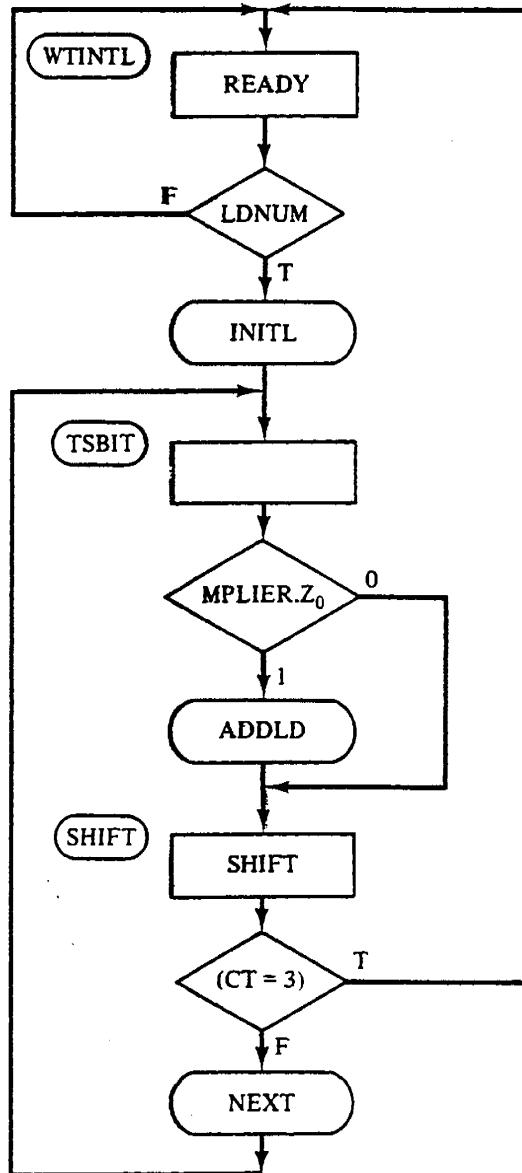 WTINTL
READY
F
LDNUM
T
INITL
TSBIT
MPLIER.Z₀
0
1
ADDLD
SHIFT
SHIFT
(CT = 3)
T
F
NEXT